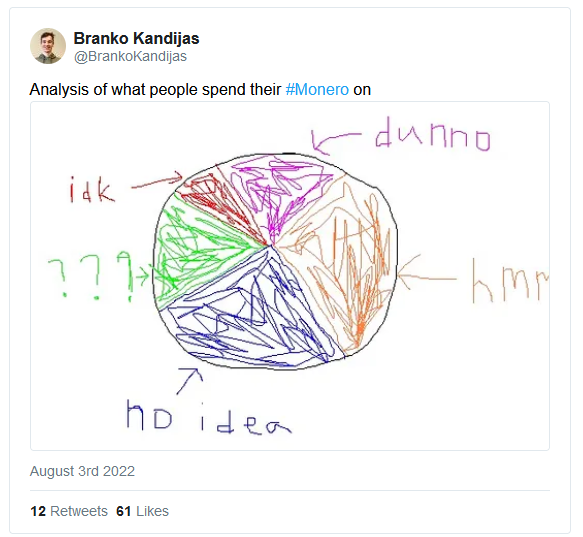 Branko Kandijas
@BrankoKandijas
Analysis of what people spend their #Monero on
dunno
idk
???
hmm
no idea
August 3rd 2022
12 Retweets 61 Likes